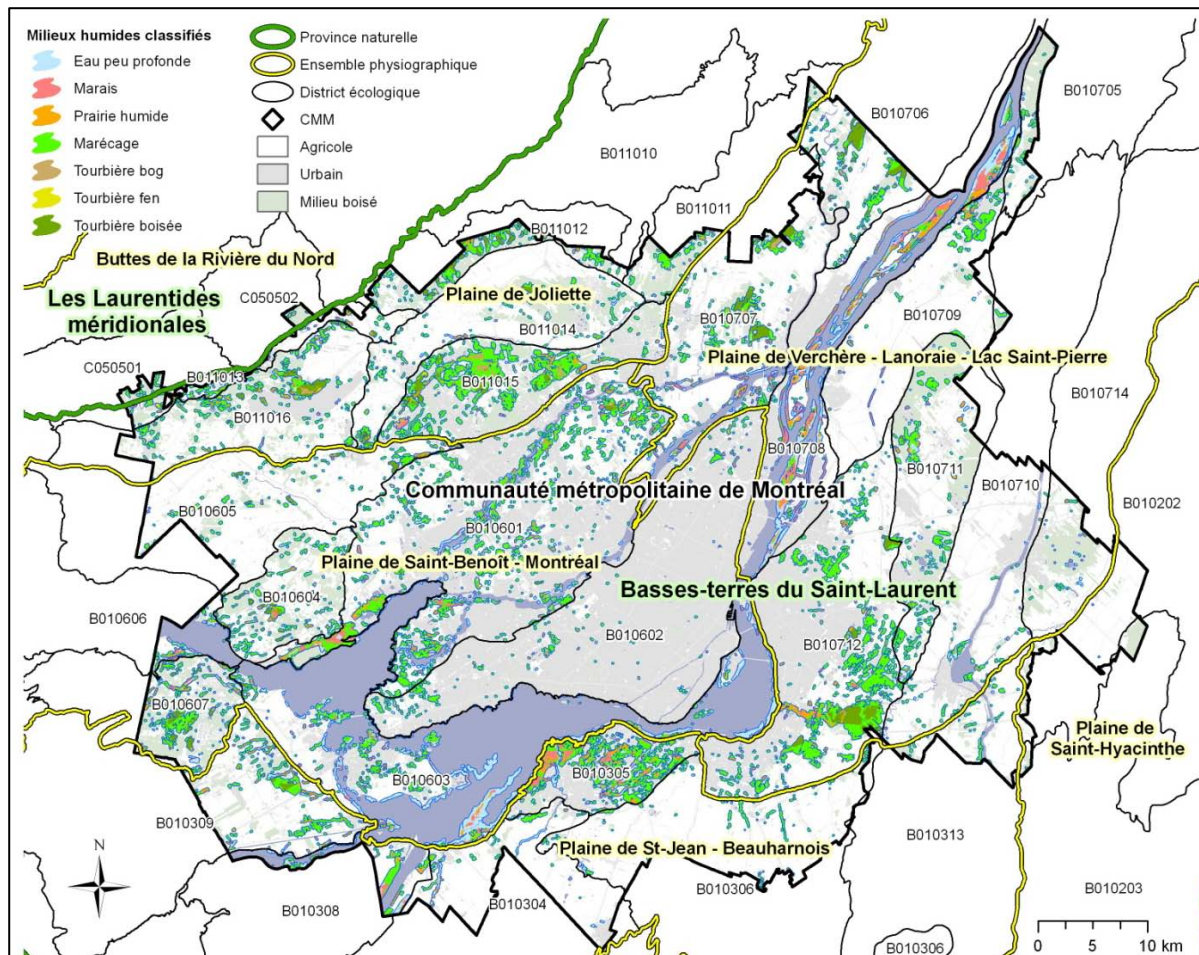 Milieux humides classifiés
Eau peu profonde
Marais
Prairie humide
Marécage
Tourbière bog
Tourbière fen
Tourbière boisée
Province naturelle
Ensemble physiographique
District écologique
CMM
Agricole
Urbain
Milieu boisé
B010705
B010706
B011010
B011011
B011012
Buttes de la Rivière du Nord
C050502
Les Laurentides
méridionales
Plaine de Joliette
B010707
B010709
B011014
Plaine de Verchère - Lanoraie - Lac Saint-Pierre
C050501
B011013
B011015
B010714
B011016
B010708
B010711
B010710
Communauté métropolitaine de Montréal
B010202
B010605
B010601
Plaine de Saint-Benoît - Montréal
Basses-terres du Saint-Laurent
B010604
B010606
B010602
B010712
B010607
Plaine de
Saint-Hyacinthe
B010603
B010305
B010309
Plaine de St-Jean - Beauharnois
B010313
N
B010306
B010203
B010308
B010304
B010306
0 5 10 km